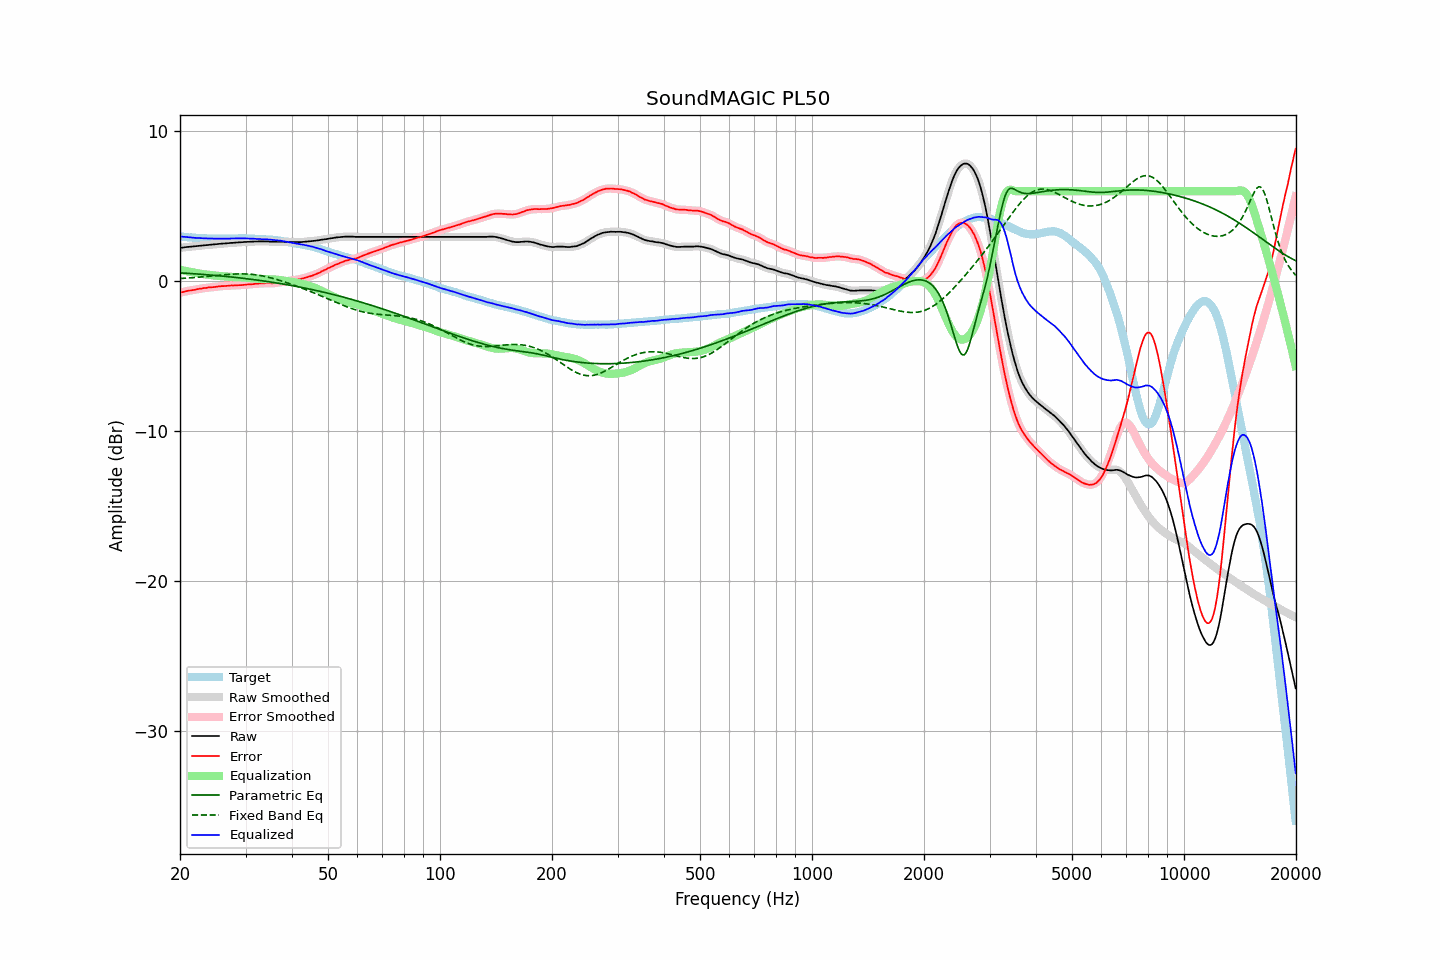 SoundMAGIC PL50
10
0
−10
−20
−30
Amplitude (dBr)
Target
Raw Smoothed
Error Smoothed
Raw
Error
Equalization
Parametric Eq
Fixed Band Eq
Equalized
20 50 100 200 500 1000 2000 5000 10000 20000
Frequency (Hz)